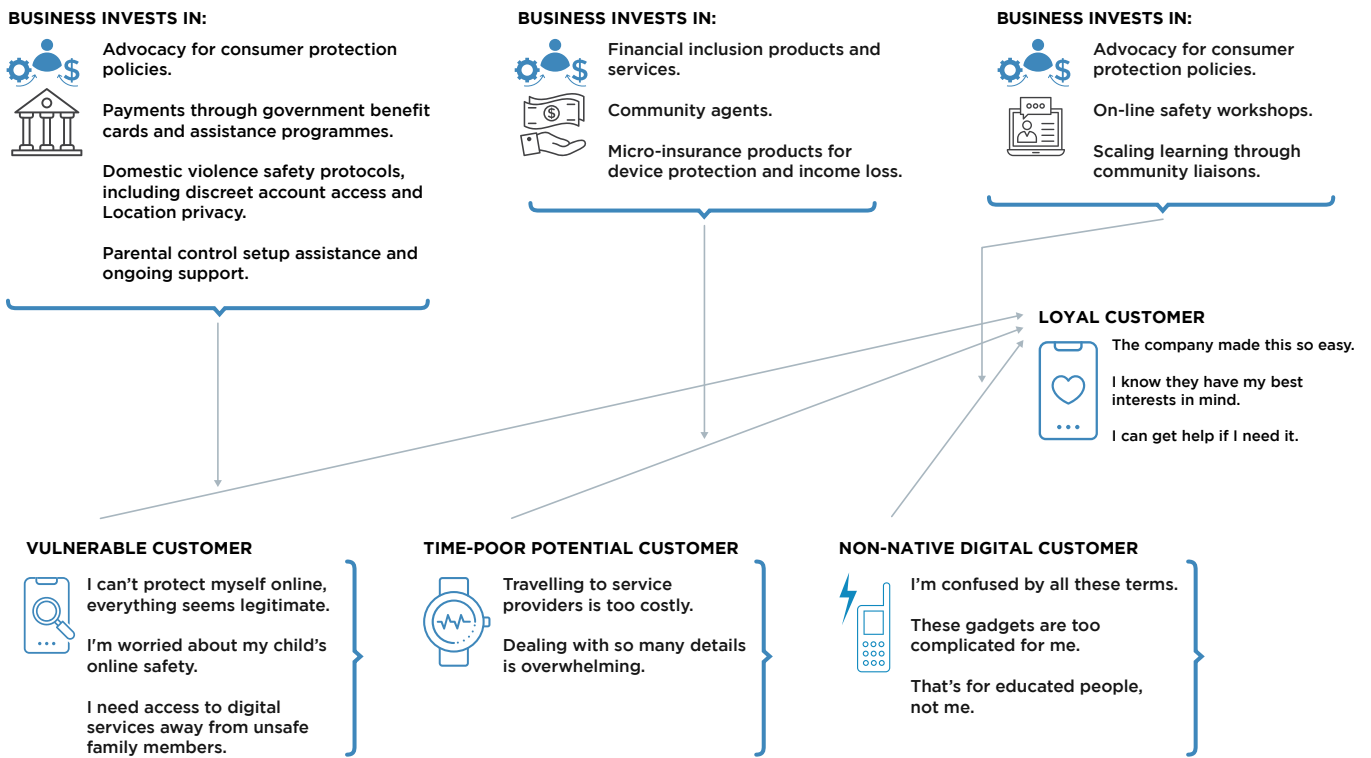 BUSINESS INVESTS IN:
Advocacy for consumer protection
policies.
Payments through government benefit
cards and assistance programmes.
Domestic violence safety protocols,
including discreet account access and
Location privacy.
Parental control setup assistance and
ongoing support.
BUSINESS INVESTS IN:
Financial inclusion products and
services.
Community agents.
Micro-insurance products for
device protection and income loss.
BUSINESS INVESTS IN:
Advocacy for consumer
protection policies.
On-line safety workshops.
Scaling learning through
community liaisons.
LOYAL CUSTOMER
The company made this so easy.
I know they have my best
interests in mind.
I can get help if I need it.
VULNERABLE CUSTOMER
I can’t protect myself online,
everything seems legitimate.
I'm worried about my child’s
online safety.
I need access to digital
services away from unsafe
family members.
TIME-POOR POTENTIAL CUSTOMER
Travelling to service
providers is too costly.
Dealing with so many details
is overwhelming.
NON-NATIVE DIGITAL CUSTOMER
I’m confused by all these terms.
These gadgets are too
complicated for me.
That’s for educated people,
not me.